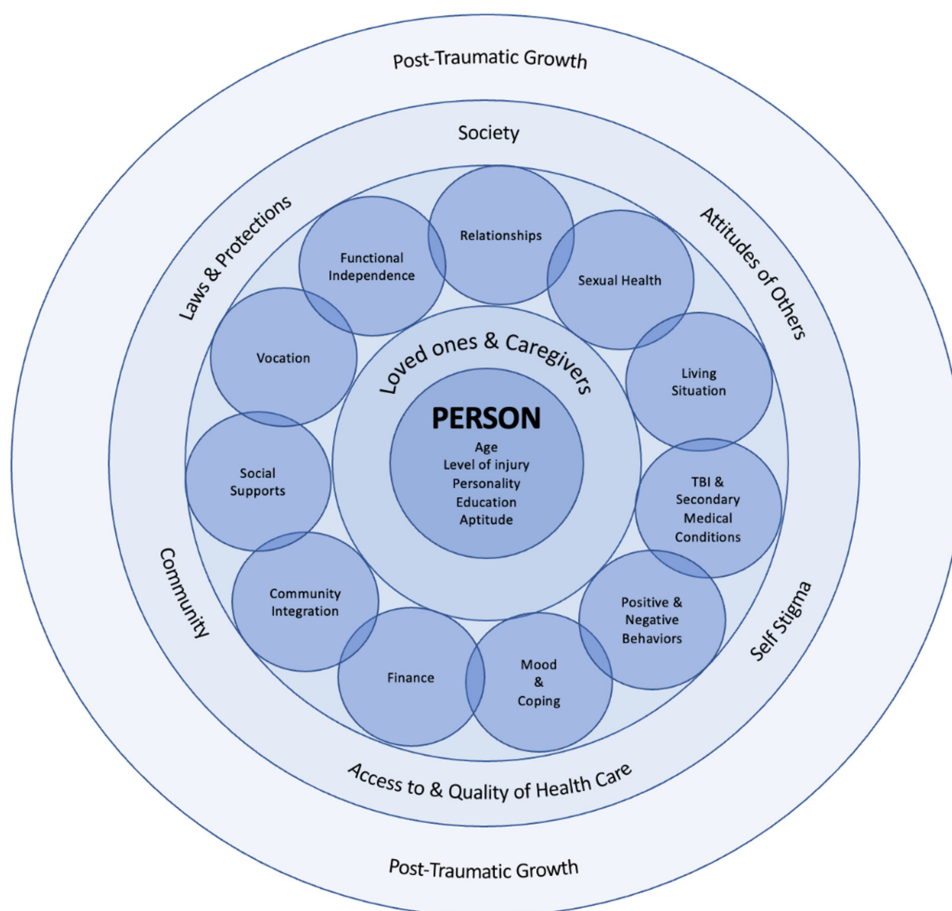 Post-Traumatic Growth
Society
Laws & Protections
Attitudes of Others
Relationships
Functional
Independence
Sexual Health
Vocation
Loved ones & Caregivers
Living
Situation
PERSON
Age
Level of injury
Personality
Education
Aptitude
Social
Supports
TBI &
Secondary
Medical
Conditions
Community
Community
Integration
Positive &
Negative
Behaviors
Self Stigma
Finance
Mood
&
Coping
Access to & Quality of Health Care
Post-Traumatic Growth